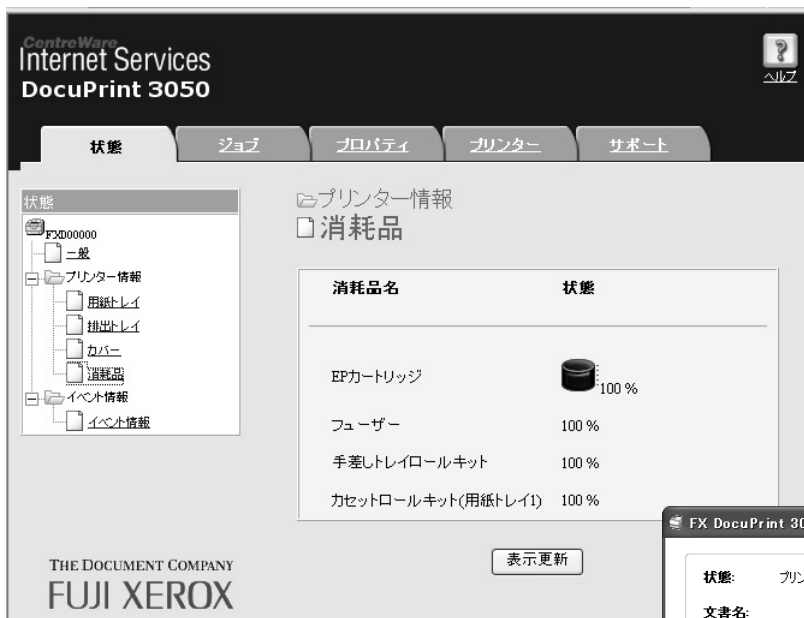 CentreWare
Internet Services
DocuPrint 3050
ヘルプ
状態 ジョブ プロパティ プリンター サポート
状態
FXD00000
一般
プリンター情報
用紙トレイ
排出トレイ
カバー
消耗品
イベント情報
イベント情報
プリンター情報
消耗品
消耗品名 状態
EPカートリッジ 100 %
フューザー 100 %
手差しトレイロールキット 100 %
カセットロールキット(用紙トレイ1) 100 %
表示更新
THE DOCUMENT COMPANY
FUJI XEROX
FX DocuPrint 30
状態: プリン
文書名: